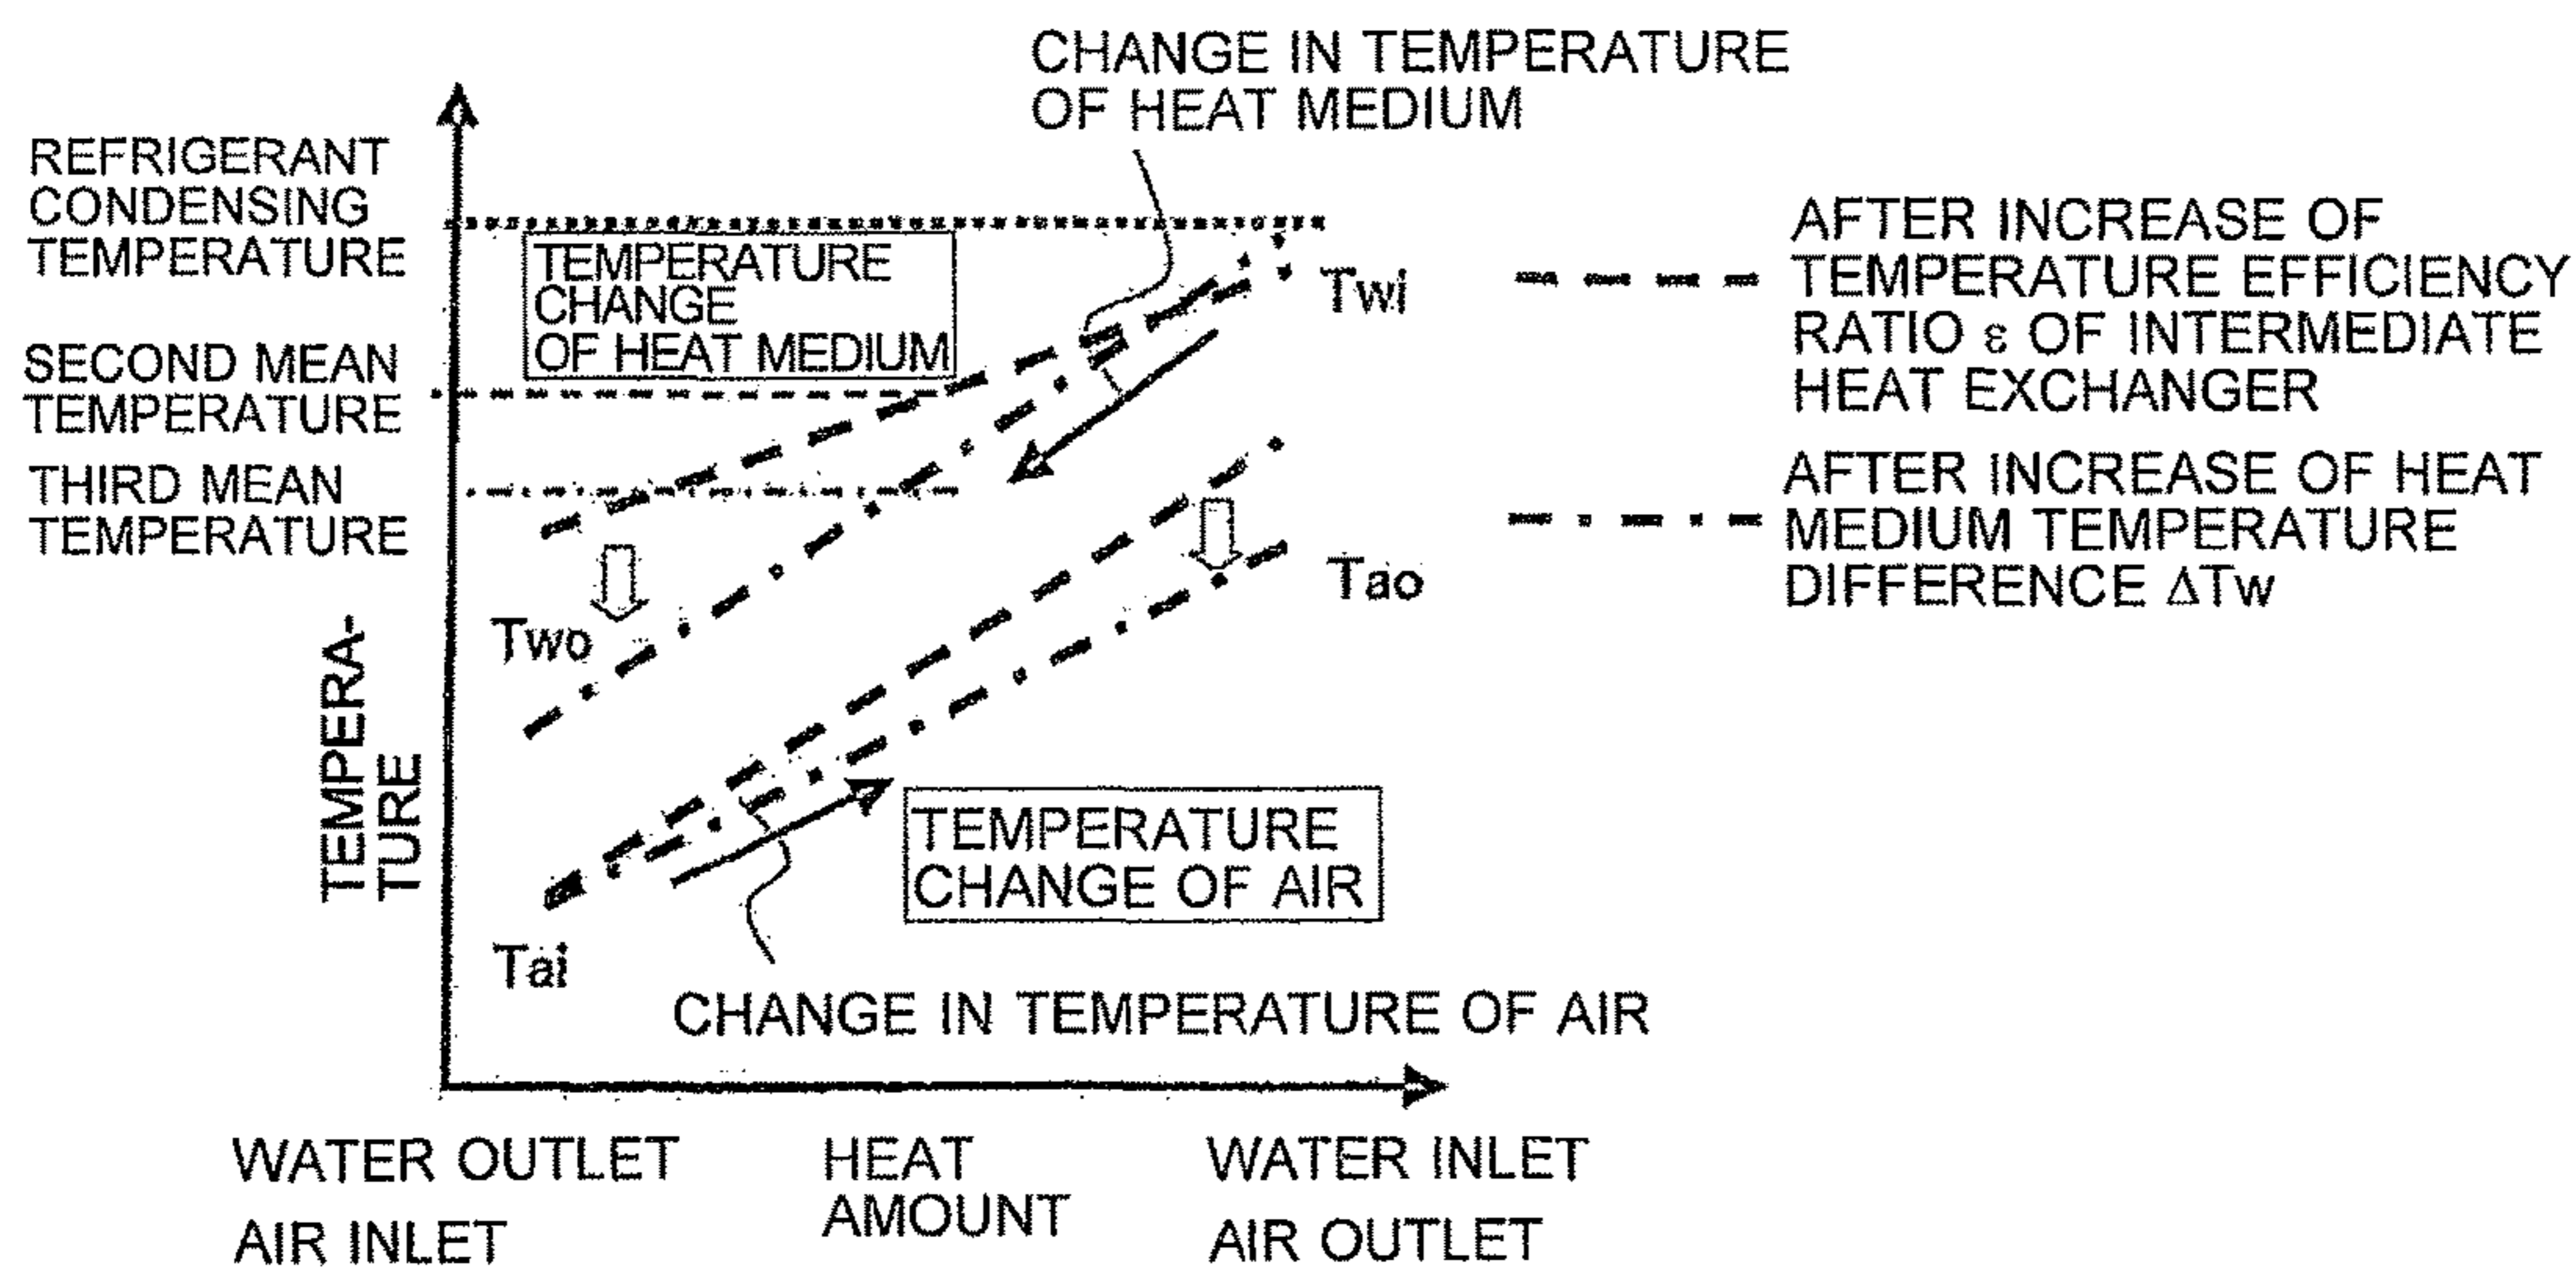 CHANGE IN TEMPERATURE
OF HEAT MEDIUM
REFRIGERANT
CONDENSING
TEMPERATURE
TEMPERATURE
CHANGE
OF HEAT MEDIUM
SECOND MEAN
TEMPERATURE
THIRD MEAN
TEMPERATURE
Twi
Two
Tao
Tai
AFTER INCREASE OF
TEMPERATURE EFFICIENCY
RATIO ε OF INTERMEDIATE
HEAT EXCHANGER
AFTER INCREASE OF HEAT
MEDIUM TEMPERATURE
DIFFERENCE ΔTw
TEMPERA-
TURE
TEMPERATURE
CHANGE OF AIR
CHANGE IN TEMPERATURE OF AIR
WATER OUTLET
AIR INLET
HEAT
AMOUNT
WATER INLET
AIR OUTLET